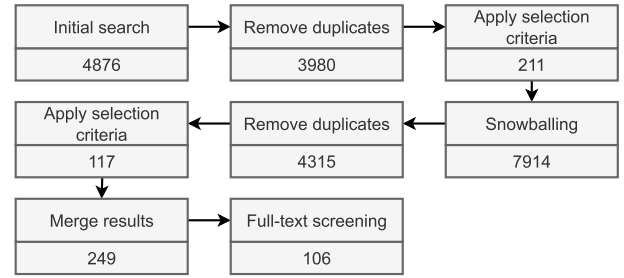 Initial search
4876
Remove duplicates
3980
Apply selection
criteria
211
Snowballing
7914
Remove duplicates
4315
Apply selection
criteria
117
Merge results
249
Full-text screening
106